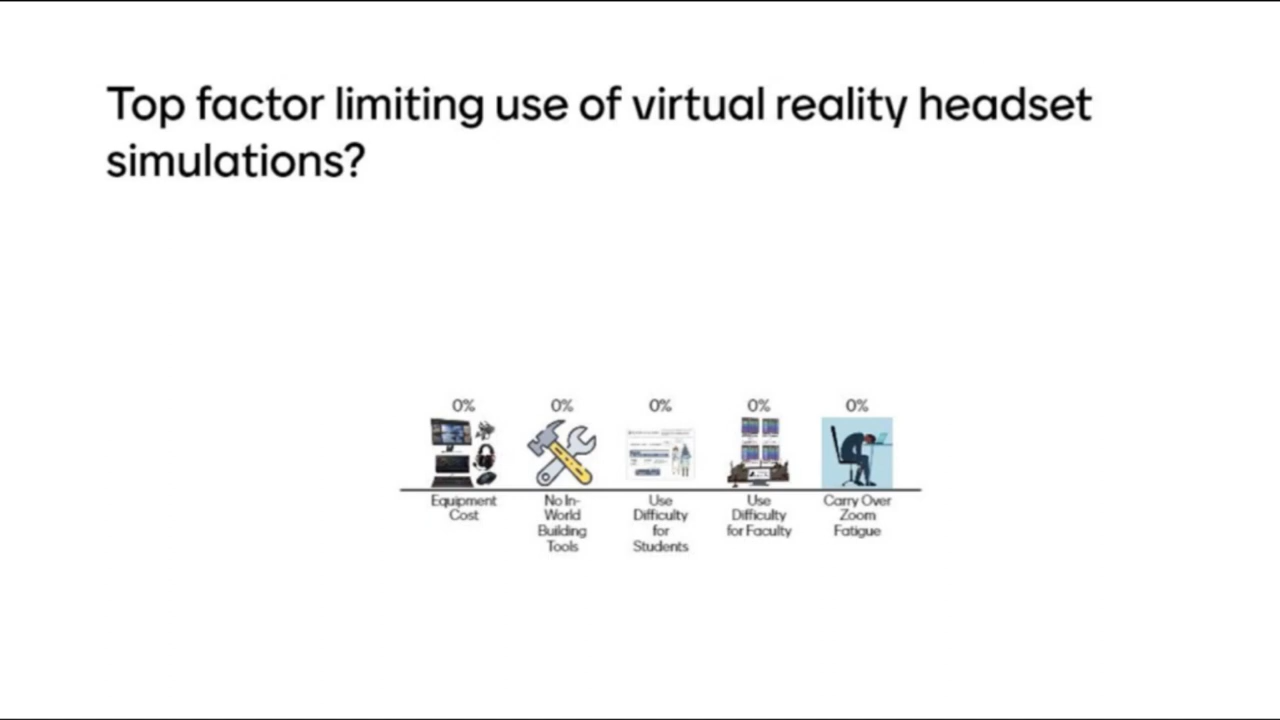 Top factor limiting use of virtual reality headset
simulations?
0% 0% 0% 0% 0%
Equipment
Cost
No In-
World
Building
Tools
Use
Difficulty
for
Students
Use
Difficulty
for Faculty
Carry Over
Zoom
Fatigue